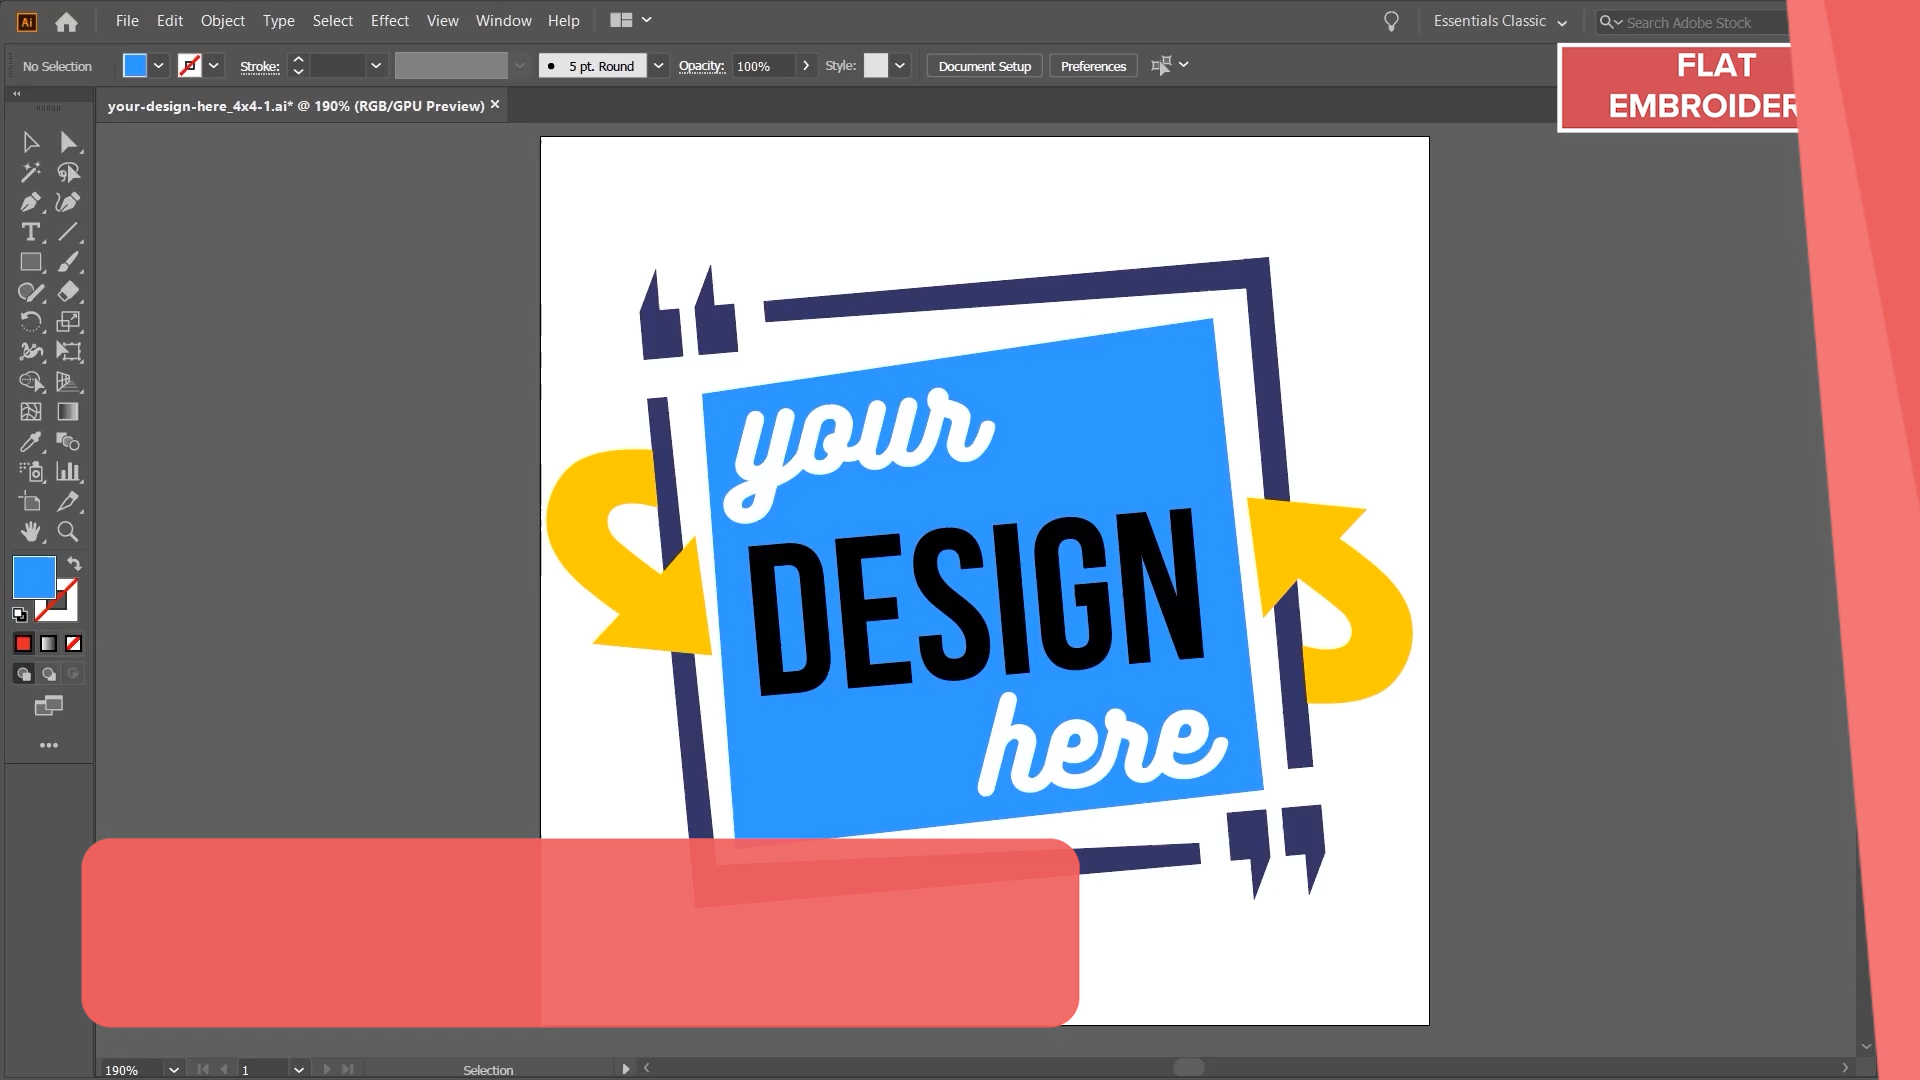 Ai File Edit Object Type Select Effect View Window Help Essentials Classic Search Adobe Stock
No Selection Stroke: 5 pt. Round Opacity: 100% Style: Document Setup Preferences
FLAT
EMBROIDER
your-design-here_4x4-1.ai* @ 190% (RGB/GPU Preview)
your
DESIGN
here
190% 1 Selection